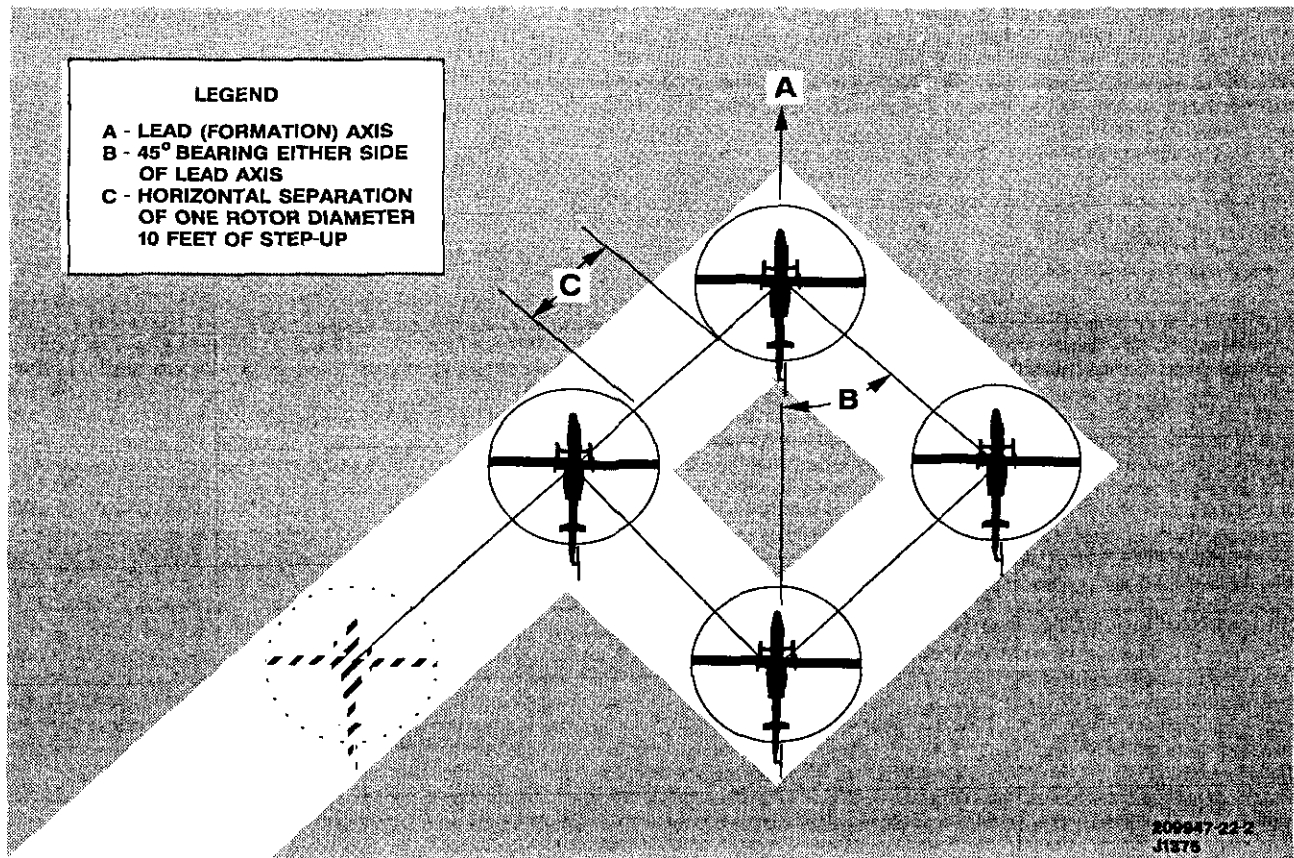 LEGEND
A - LEAD (FORMATION) AXIS
B - 45° BEARING EITHER SIDE
OF LEAD AXIS
C - HORIZONTAL SEPARATION
OF ONE ROTOR DIAMETER
10 FEET OF STEP-UP
A
C
B
200947-22-2
J1375